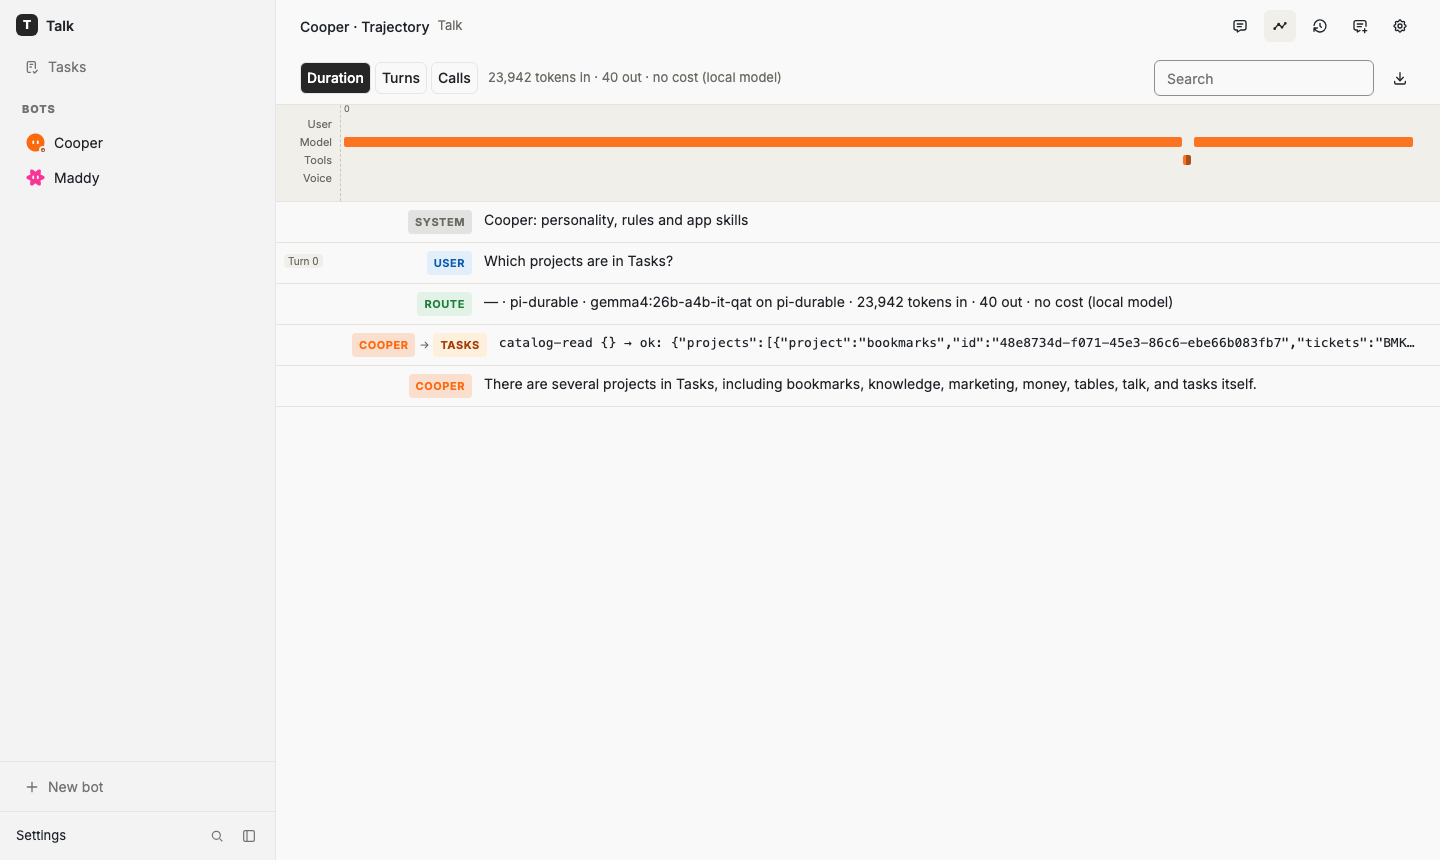 T Talk
Tasks
BOTS
Cooper
Maddy
New bot
Settings
Cooper · Trajectory Talk
Duration Turns Calls 23,942 tokens in · 40 out · no cost (local model)
Search
0
User
Model
Tools
Voice
SYSTEM Cooper: personality, rules and app skills
Turn 0 USER Which projects are in Tasks?
ROUTE — · pi-durable · gemma4:26b-a4b-it-qat on pi-durable · 23,942 tokens in · 40 out · no cost (local model)
COOPER → TASKS catalog-read {} → ok: {"projects":[{"project":"bookmarks","id":"48e8734d-f071-45e3-86c6-ebe66b083fb7","tickets":"BMK…
COOPER There are several projects in Tasks, including bookmarks, knowledge, marketing, money, tables, talk, and tasks itself.